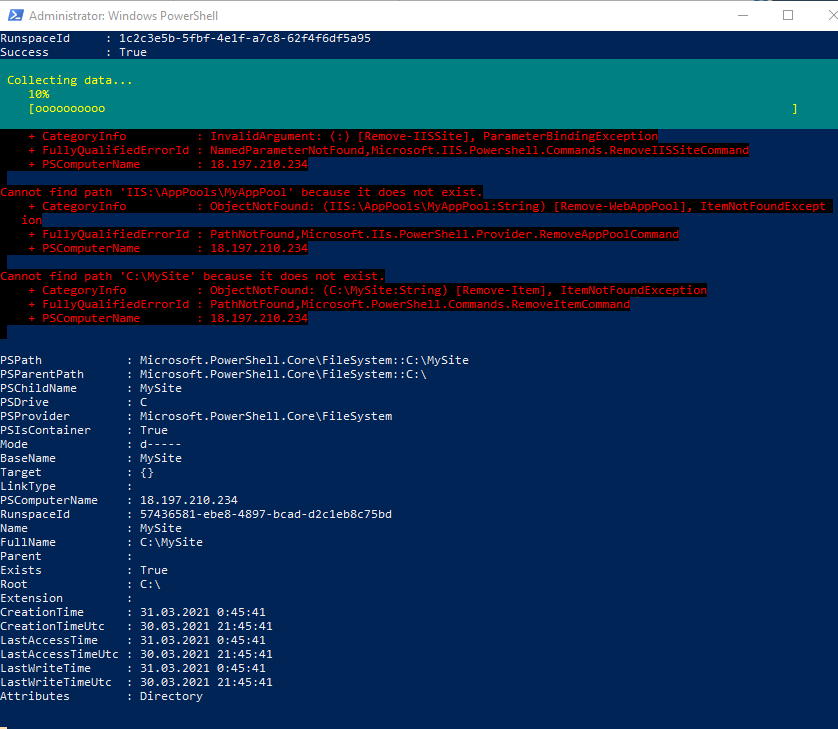 Administrator: Windows PowerShell
RunspaceId     : 1c2c3e5b-5fbf-4e1f-a7c8-62f4f6df5a95
Success        : True
Collecting data...
10%
[oooooooooo                                                                                                  ]
+ CategoryInfo          : InvalidArgument: (:) [Remove-IISSite], ParameterBindingException
+ FullyQualifiedErrorId : NamedParameterNotFound,Microsoft.IIS.Powershell.Commands.RemoveIISSiteCommand
+ PSComputerName        : 18.197.210.234
Cannot find path 'IIS:\AppPools\MyAppPool' because it does not exist.
+ CategoryInfo          : ObjectNotFound: (IIS:\AppPools\MyAppPool:String) [Remove-WebAppPool], ItemNotFoundExcept
ion
+ FullyQualifiedErrorId : PathNotFound,Microsoft.IIs.PowerShell.Provider.RemoveAppPoolCommand
+ PSComputerName        : 18.197.210.234
Cannot find path 'C:\MySite' because it does not exist.
+ CategoryInfo          : ObjectNotFound: (C:\MySite:String) [Remove-Item], ItemNotFoundException
+ FullyQualifiedErrorId : PathNotFound,Microsoft.PowerShell.Commands.RemoveItemCommand
+ PSComputerName        : 18.197.210.234
PSPath            : Microsoft.PowerShell.Core\FileSystem::C:\MySite
PSParentPath      : Microsoft.PowerShell.Core\FileSystem::C:\
PSChildName       : MySite
PSDrive           : C
PSProvider        : Microsoft.PowerShell.Core\FileSystem
PSIsContainer     : True
Mode              : d-----
BaseName          : MySite
Target            : {}
LinkType          :
PSComputerName    : 18.197.210.234
RunspaceId        : 57436581-ebe8-4897-bcad-d2c1eb8c75bd
Name              : MySite
FullName          : C:\MySite
Parent            :
Exists            : True
Root              : C:\
Extension         :
CreationTime      : 31.03.2021 0:45:41
CreationTimeUtc   : 30.03.2021 21:45:41
LastAccessTime    : 31.03.2021 0:45:41
LastAccessTimeUtc : 30.03.2021 21:45:41
LastWriteTime     : 31.03.2021 0:45:41
LastWriteTimeUtc  : 30.03.2021 21:45:41
Attributes        : Directory